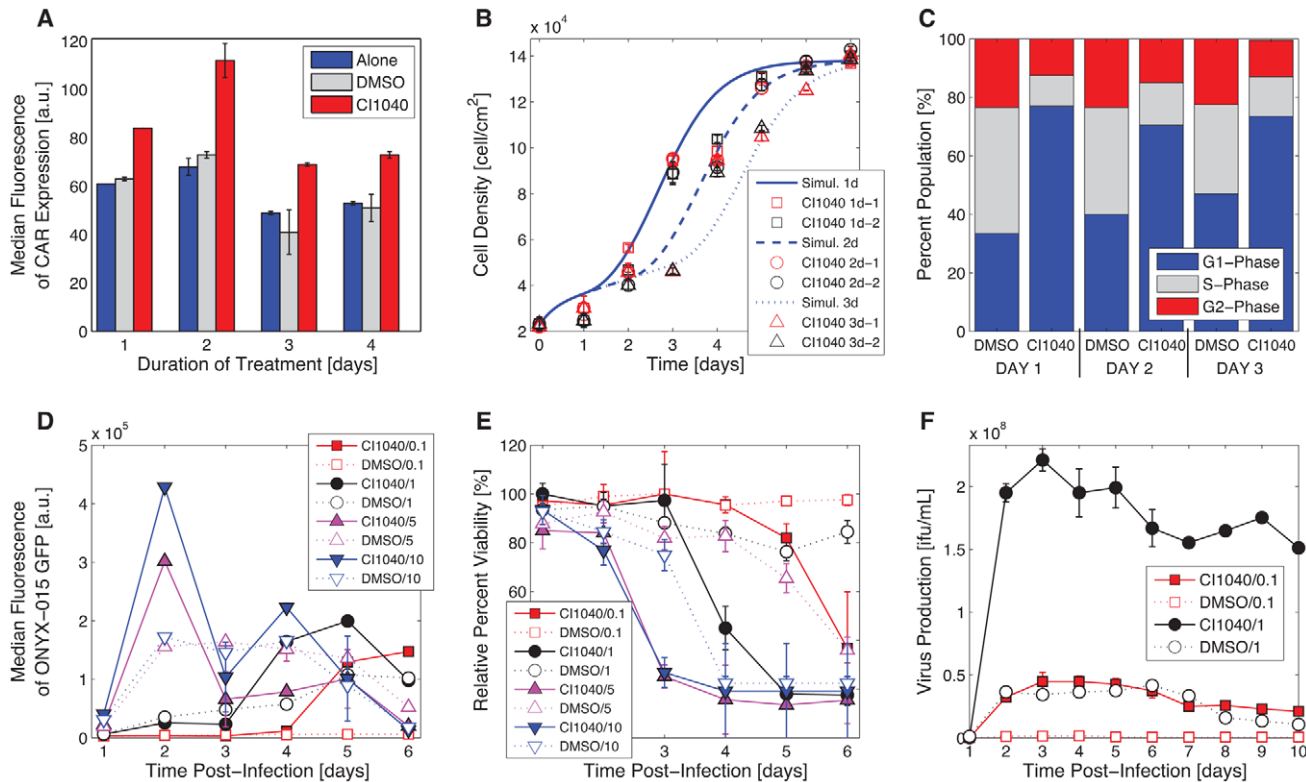 A
120
100
80
60
40
20
0
1 2 3 4
Median Fluorescence
of CAR Expression [a.u.]
Duration of Treatment [days]
Alone
DMSO
CI1040
B
x 10⁴
14
12
10
8
6
4
2
0 1 2 3 4
Cell Density [cell/cm²]
Time [days]
Simul. 1d
CI1040 1d−1
CI1040 1d−2
Simul. 2d
CI1040 2d−1
CI1040 2d−2
Simul. 3d
CI1040 3d−1
CI1040 3d−2
C
100
80
60
40
20
0
Percent Population [%]
G1−Phase
S−Phase
G2−Phase
DMSO CI1040 DMSO CI1040 DMSO CI1040
DAY 1 DAY 2 DAY 3
D
x 10⁵
5
4
3
2
1
0
1 2 3 4 5 6
Median Fluorescence
of ONYX−015 GFP [a.u.]
Time Post−Infection [days]
CI1040/0.1
DMSO/0.1
CI1040/1
DMSO/1
CI1040/5
DMSO/5
CI1040/10
DMSO/10
E
120
100
80
60
3 4 5 6
Relative Percent Viability [%]
Time Post−Infection [days]
CI1040/0.1
DMSO/0.1
CI1040/1
DMSO/1
CI1040/5
DMSO/5
CI1040/10
DMSO/10
F
x 10⁸
2
1.5
1
0.5
0
1 2 3 4 5 6 7 8 9 10
Virus Production [ifu/mL]
Time Post−Infection [days]
CI1040/0.1
DMSO/0.1
CI1040/1
DMSO/1